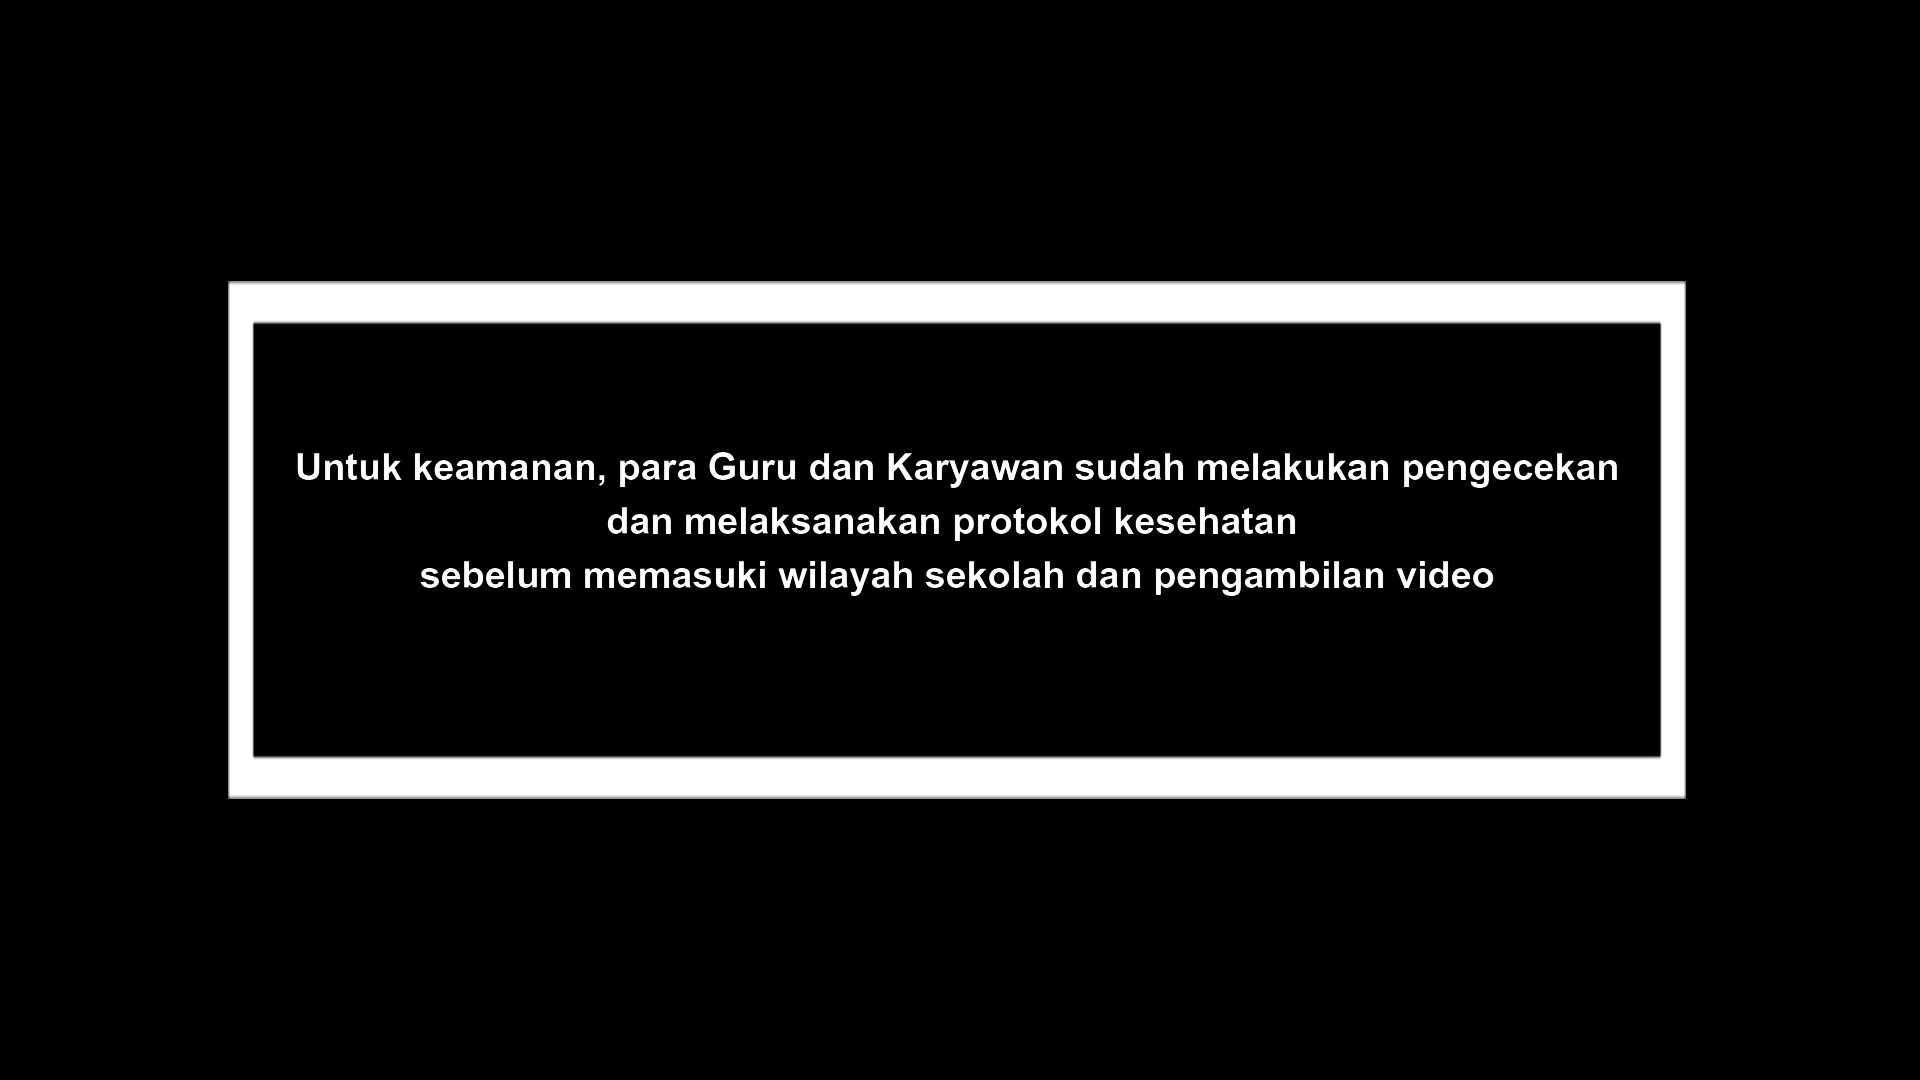 Untuk keamanan, para Guru dan Karyawan sudah melakukan pengecekan
dan melaksanakan protokol kesehatan
sebelum memasuki wilayah sekolah dan pengambilan video